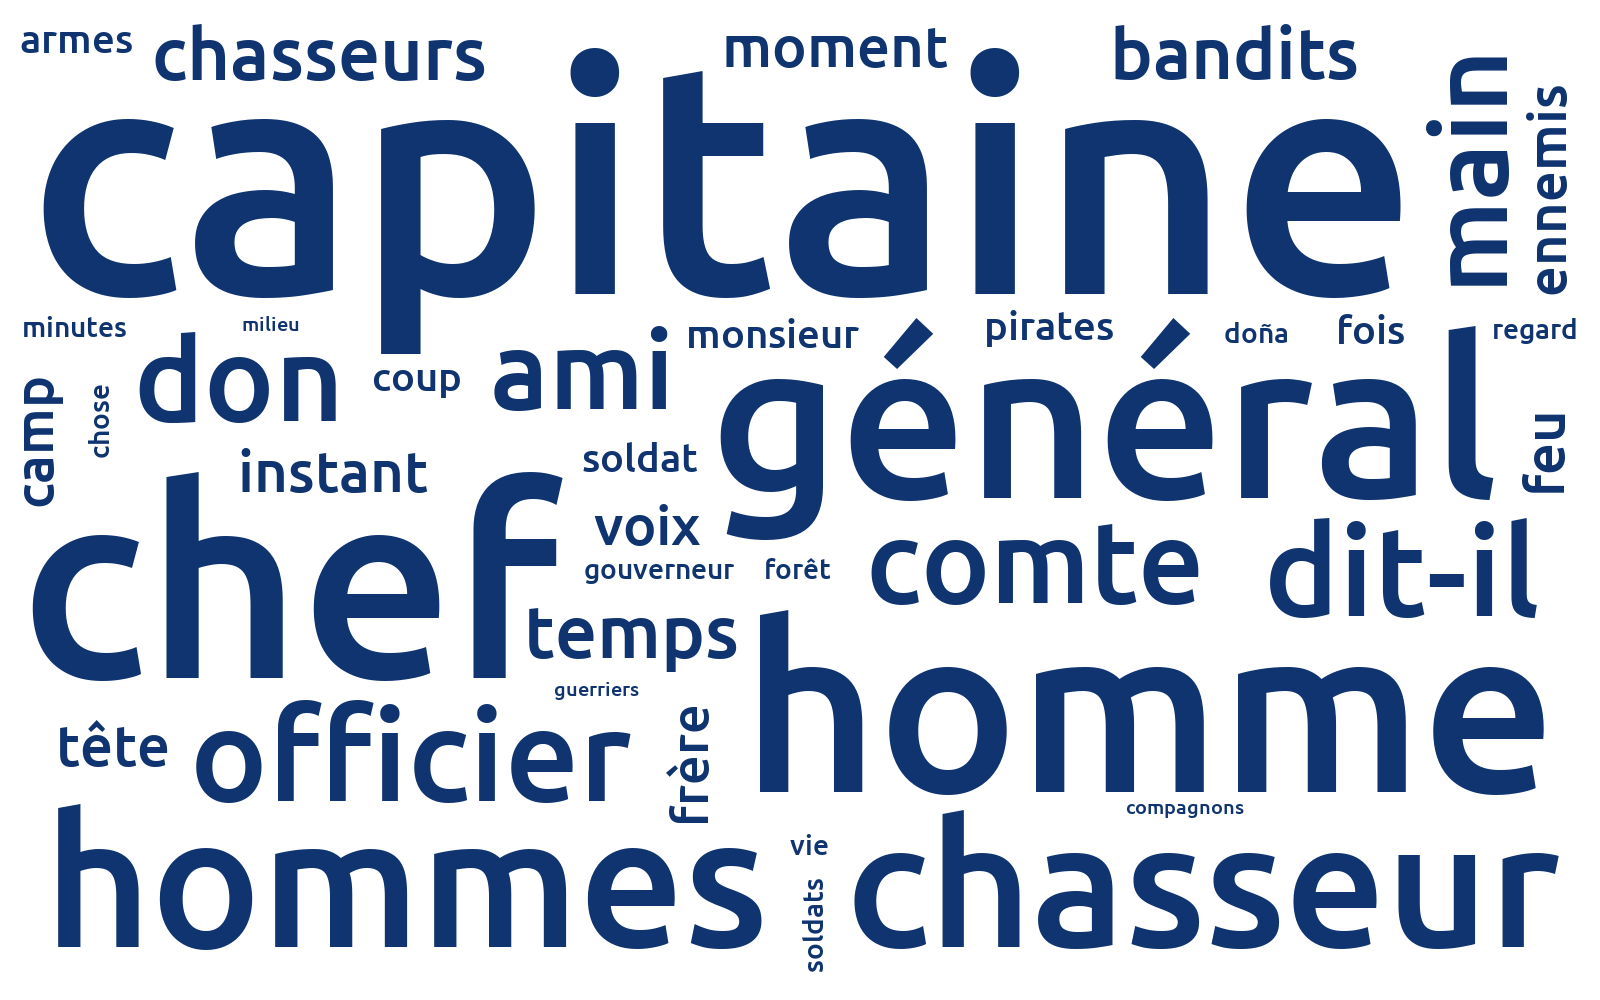 armes
chasseurs
moment
bandits
capitaine
main
ennemis
minutes
milieu
don
coup
ami
monsieur
pirates
doña
fois
regard
général
camp
chose
instant
soldat
feu
chef
voix
gouverneur
forêt
comte
dit-il
temps
homme
guerriers
tête
officier
frère
compagnons
hommes
vie
soldats
chasseur